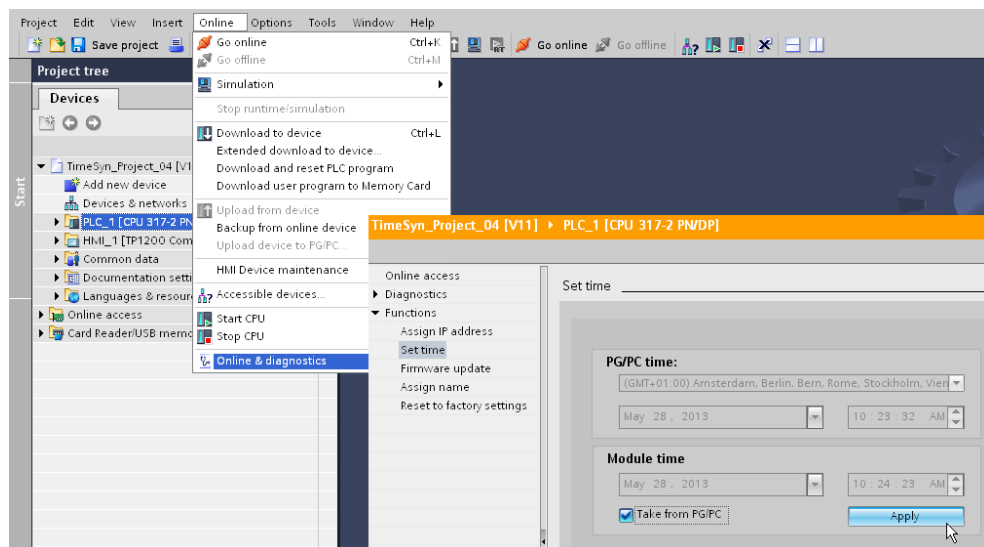 Project Edit View Insert Online Options Tools Window Help
Save project Go online Go offline
Project tree
Devices
Start
TimeSyn_Project_04 [V1
Add new device
Devices & networks
PLC_1 [CPU 317-2 PN
HMI_1 [TP1200 Com
Common data
Documentation setti
Languages & resour
Online access
Card Reader/USB memo
Go online Ctrl+K
Go offline Ctrl+M
Simulation
Stop runtime/simulation
Download to device Ctrl+L
Extended download to device...
Download and reset PLC program
Download user program to Memory Card
Upload from device
Backup from online device
Upload device to PG/PC...
HMI Device maintenance
Accessible devices...
Start CPU
Stop CPU
Online & diagnostics
TimeSyn_Project_04 [V11] PLC_1 [CPU 317-2 PN/DP]
Online access
Diagnostics
Functions
Assign IP address
Set time
Firmware update
Assign name
Reset to factory settings
Set time
PG/PC time:
(GMT+01:00) Amsterdam, Berlin, Bern, Rome, Stockholm, Vien
May 28 , 2013 10 : 23 : 32 AM
Module time
May 28 , 2013 10 : 24 : 23 AM
Take from PG/PC Apply